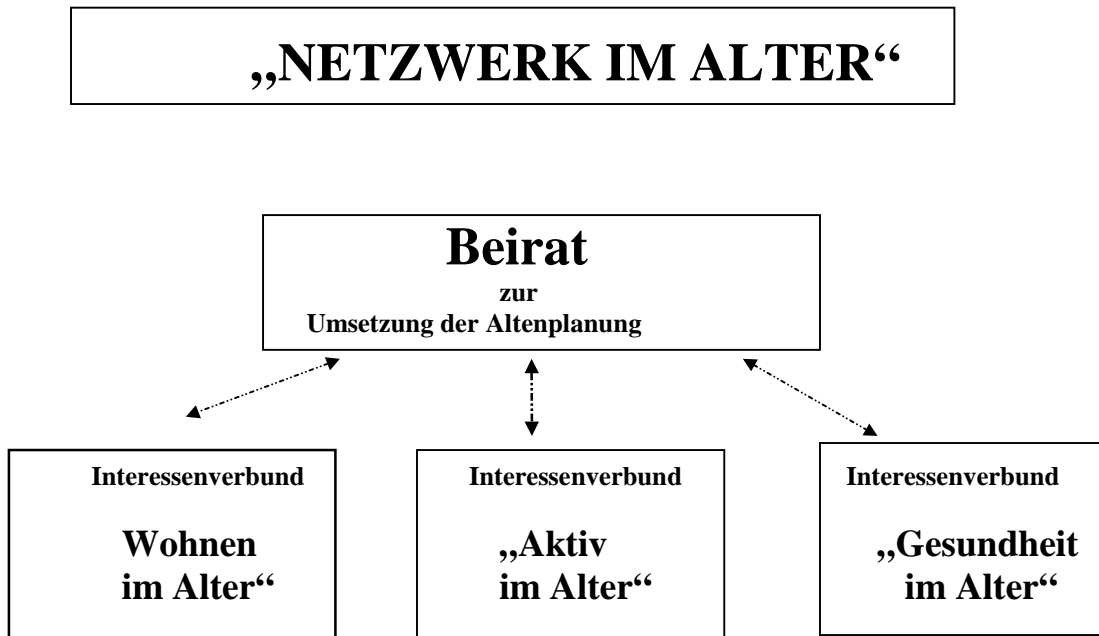 „NETZWERK IM ALTER“
Beirat
zur
Umsetzung der Altenplanung
Interessenverbund
Wohnen
im Alter“
Interessenverbund
„Aktiv
im Alter“
Interessenverbund
„Gesundheit
im Alter“